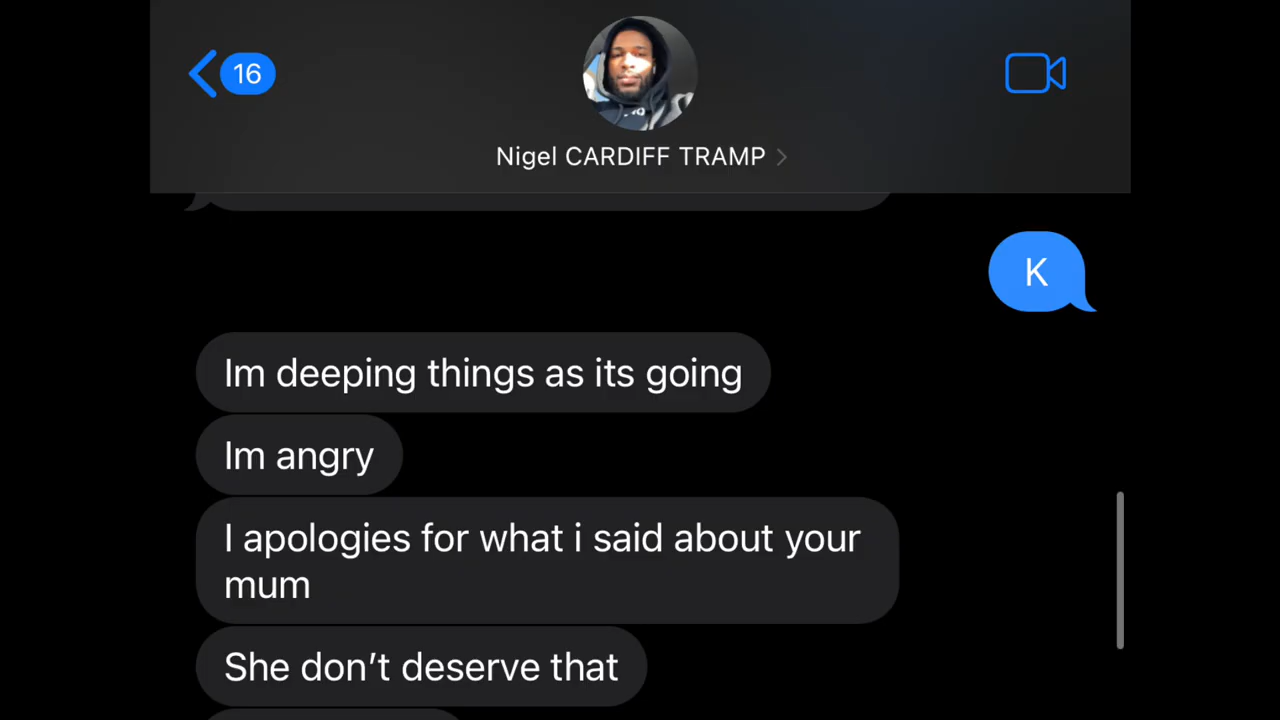 16
Nigel CARDIFF TRAMP
K
Im deeping things as its going
Im angry
I apologies for what i said about your
mum
She don’t deserve that